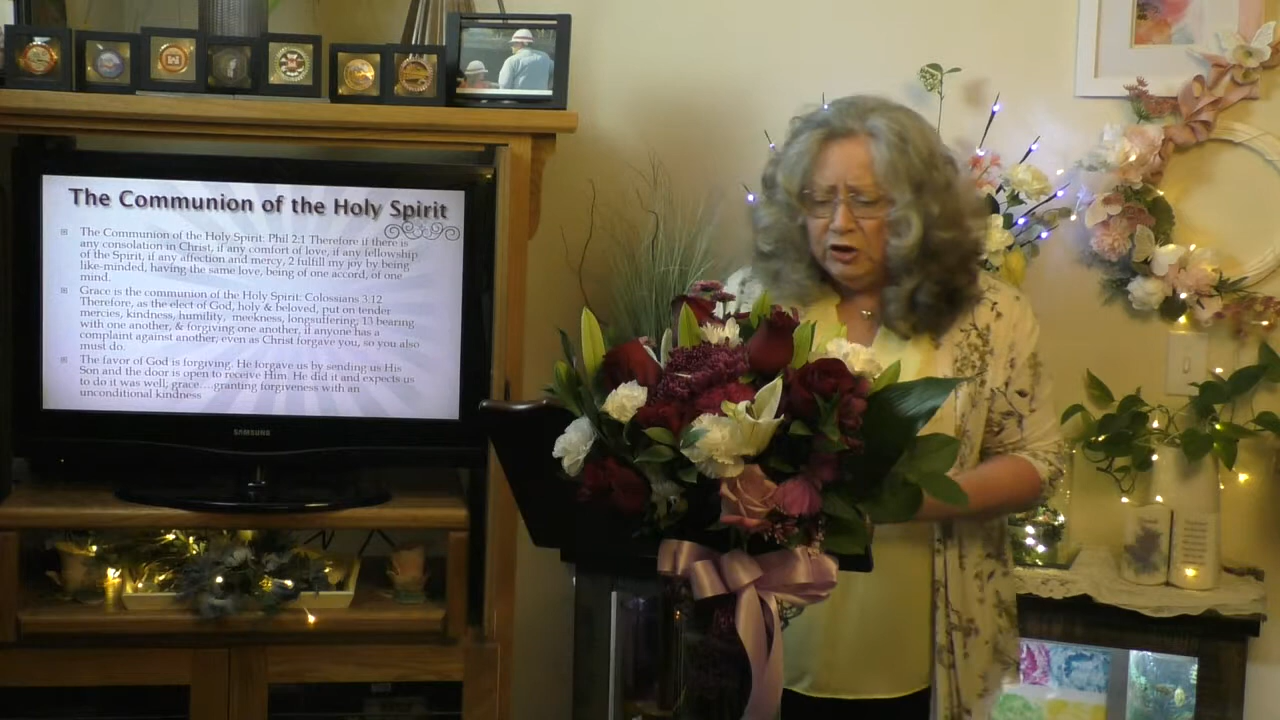 The Communion of the Holy Spirit
The Communion of the Holy Spirit: Phil 2:1 Therefore if there is
any consolation in Christ, if any comfort of love, if any fellowship
of the Spirit, if any affection and mercy, 2 fulfill my joy by being
like-minded, having the same love, being of one accord, of one
mind.
Grace is the communion of the Holy Spirit: Colossians 3:12
Therefore, as the elect of God, holy & beloved, put on tender
mercies, kindness, humility, meekness, longsuffering; 13 bearing
with one another, & forgiving one another, if anyone has a
complaint against another; even as Christ forgave you, so you also
must do.
The favor of God is forgiving. He forgave us by sending us His
Son and the door is open to receive Him. He did it and expects us
to do it was well, grace….granting forgiveness with an
unconditional kindness
SAMSUNG